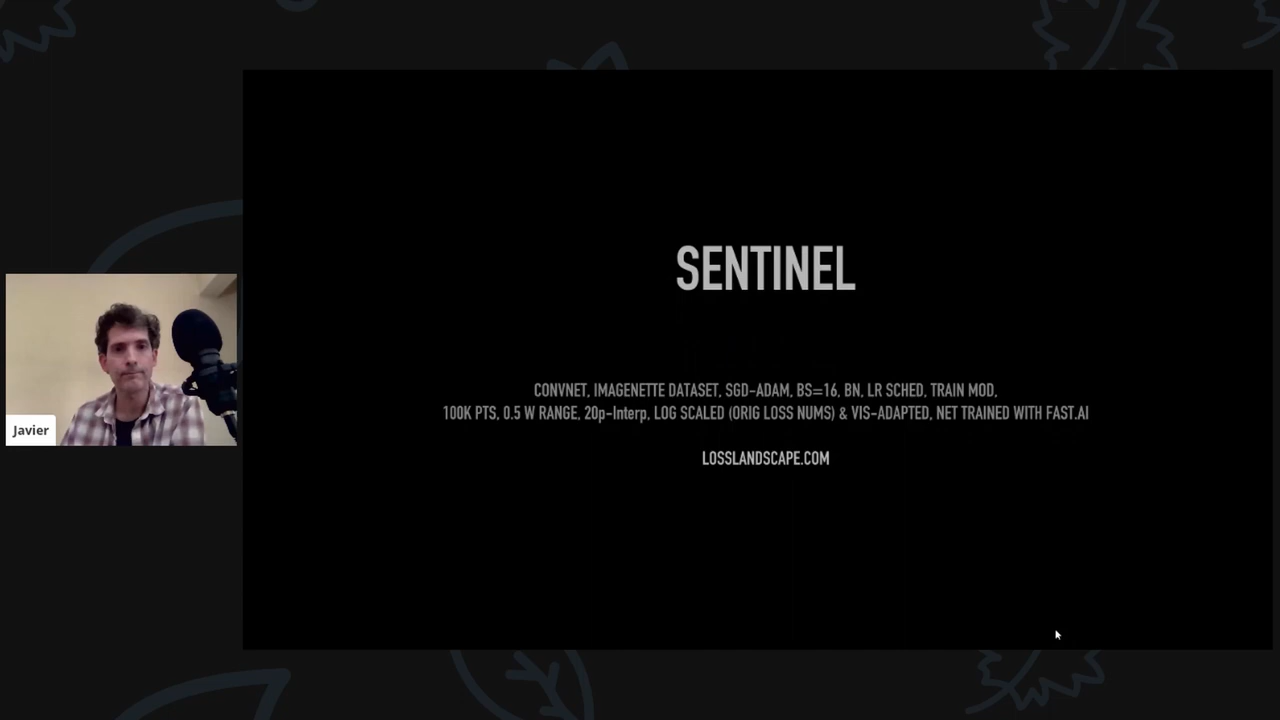 SENTINEL
CONVNET, IMAGENETTE DATASET, SGD-ADAM, BS=16, BN, LR SCHED, TRAIN MOD,
100K PTS, 0.5 W RANGE, 20p-Interp, LOG SCALED (ORIG LOSS NUMS) & VIS-ADAPTED, NET TRAINED WITH FAST.AI
LOSSLANDSCAPE.COM
Javier